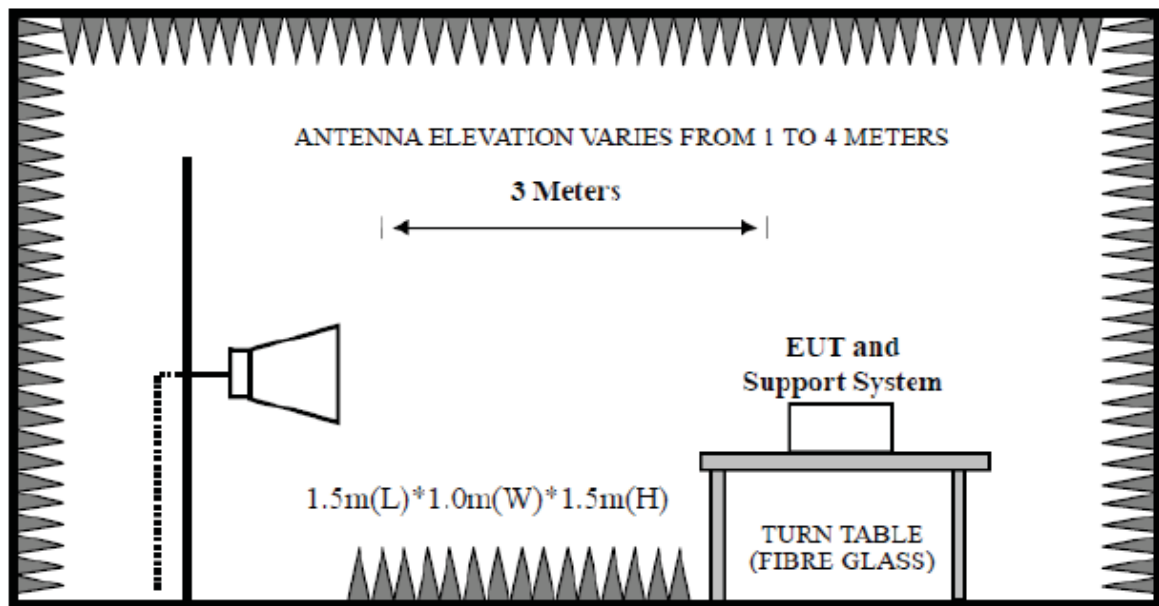 ANTENNA ELEVATION VARIES FROM 1 TO 4 METERS
3 Meters
EUT and
Support System
1.5m(L)*1.0m(W)*1.5m(H)
TURN TABLE
(FIBRE GLASS)